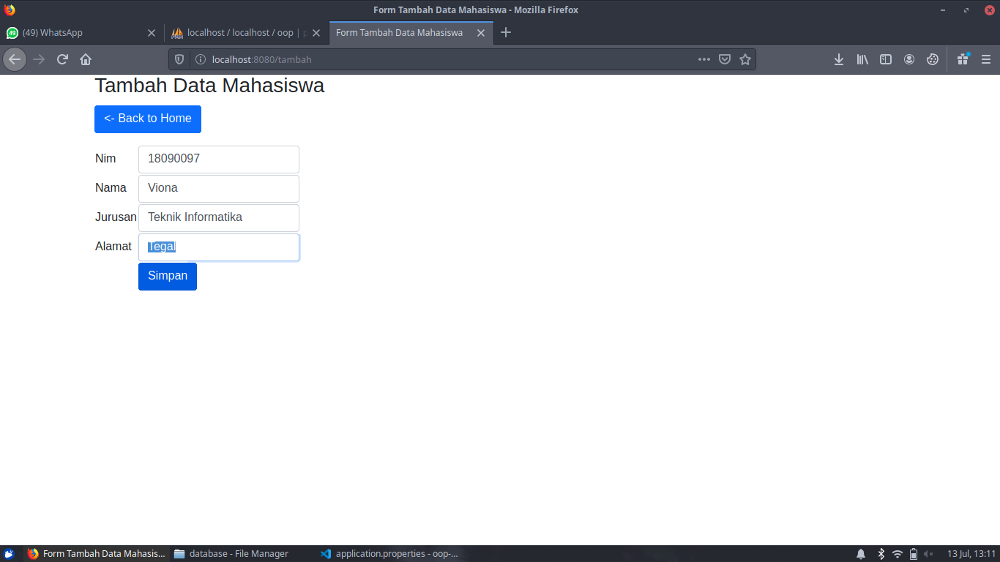 Form Tambah Data Mahasiswa - Mozilla Firefox
49 (49) WhatsApp
localhost / localhost / oop | p
Form Tambah Data Mahasiswa
localhost:8080/tambah
Tambah Data Mahasiswa
<- Back to Home
Nim 18090097
Nama Viona
Jurusan Teknik Informatika
Alamat Tegal
Simpan
Form Tambah Data Mahasis...
database - File Manager
application.properties - oop-...
13 Jul, 13:11